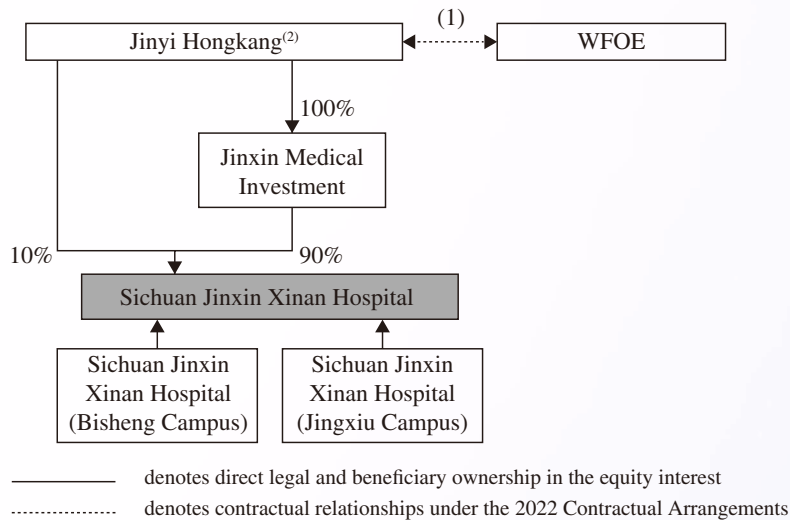 (1)
Jinyi Hongkang(2)
WFOE
100%
Jinxin Medical
Investment
10%
90%
Sichuan Jinxin Xinan Hospital
Sichuan Jinxin
Xinan Hospital
(Bisheng Campus)
Sichuan Jinxin
Xinan Hospital
(Jingxiu Campus)
denotes direct legal and beneficiary ownership in the equity interest
denotes contractual relationships under the 2022 Contractual Arrangements